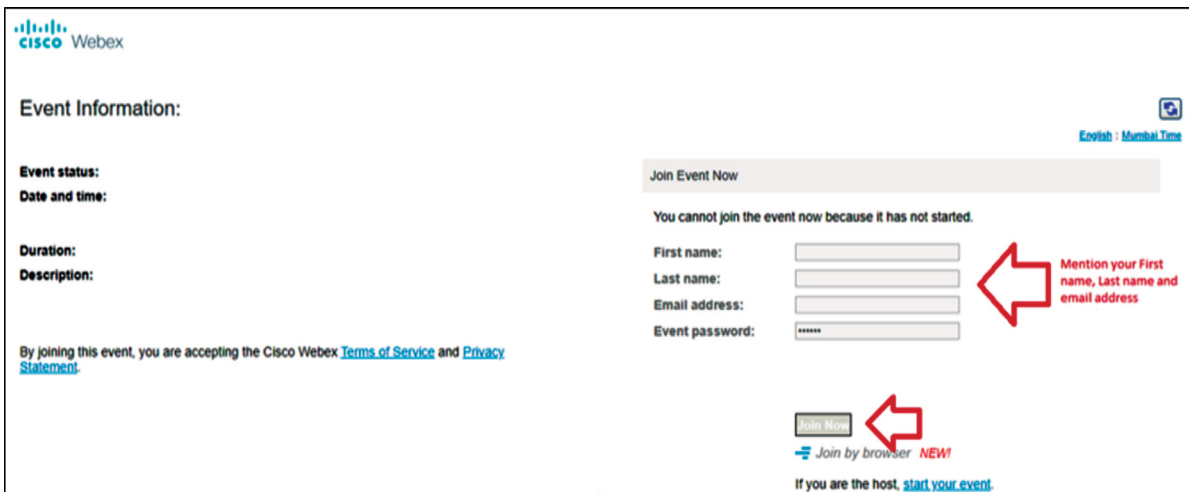 CISCO Webex
Event Information:
English : Mumbai Time
Event status:
Date and time:
Duration:
Description:
By joining this event, you are accepting the Cisco Webex Terms of Service and Privacy
Statement.
Join Event Now
You cannot join the event now because it has not started.
First name:
Last name:
Email address:
Event password:
••••••
Mention your First
name, Last name and
email address
Join Now
Join by browser NEW!
If you are the host, start your event.